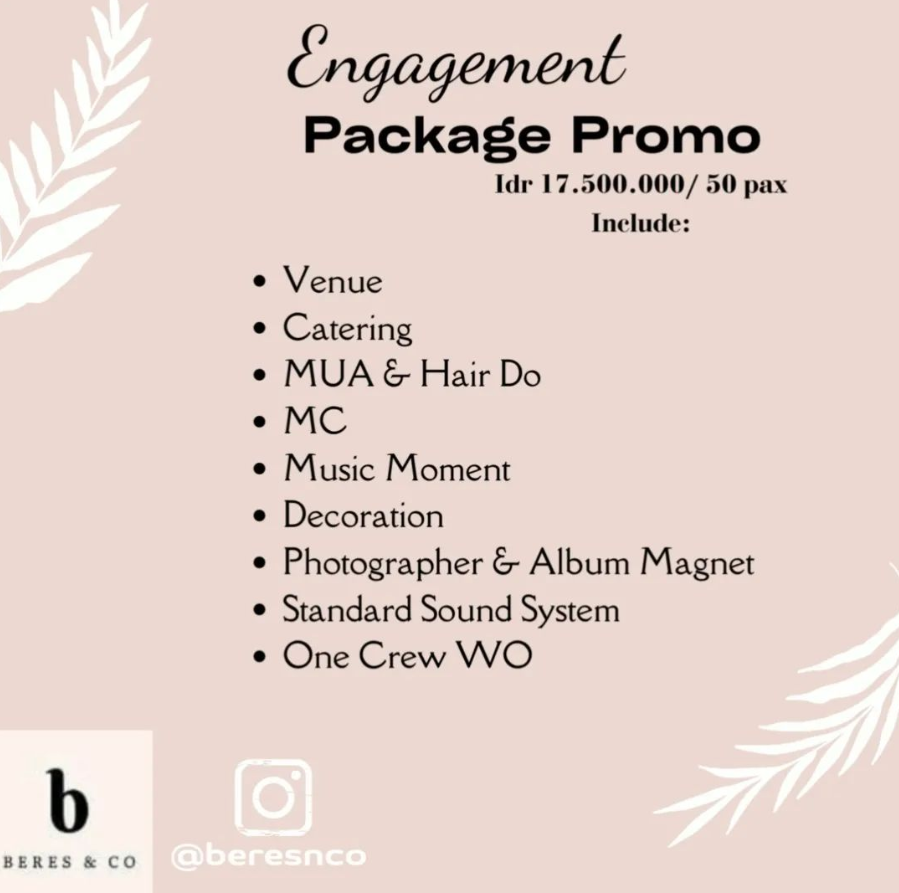 Engagement
Package Promo
Idr 17.500.000/ 50 pax
Include:
• Venue
• Catering
• MUA & Hair Do
• MC
• Music Moment
• Decoration
• Photographer & Album Magnet
• Standard Sound System
• One Crew WO
b
BERES & CO
@beresnco